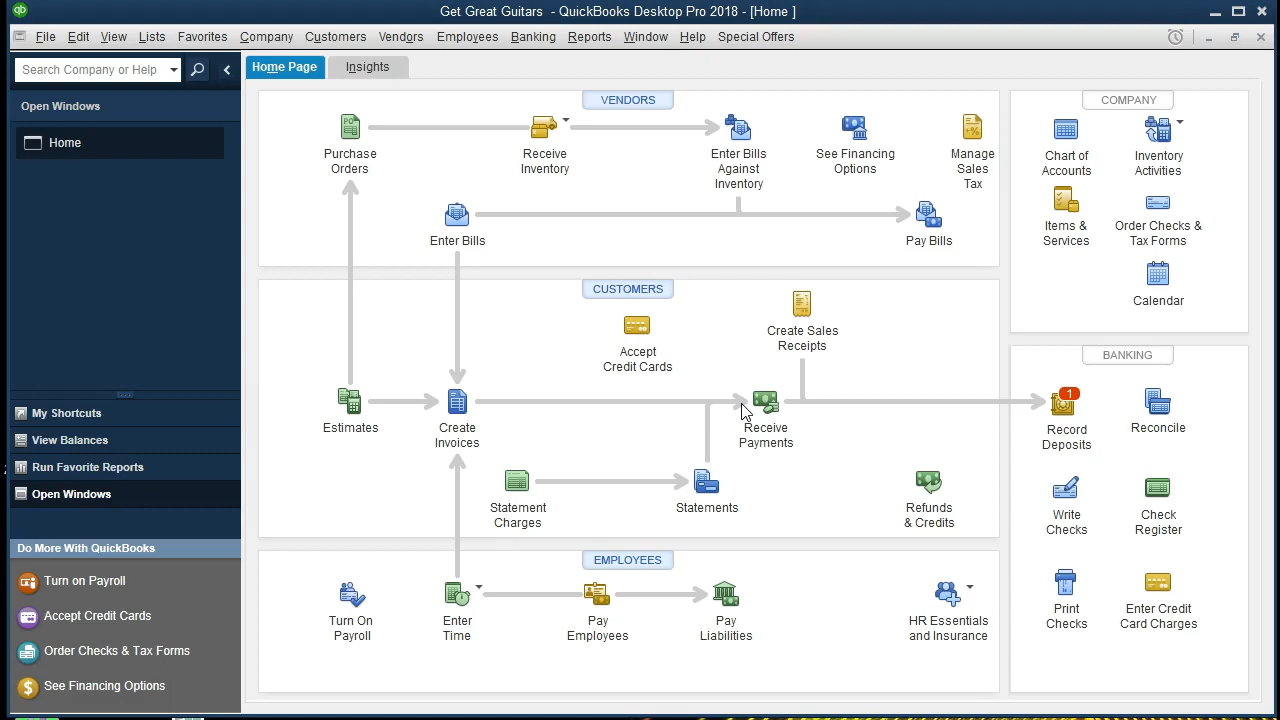 Get Great Guitars - QuickBooks Desktop Pro 2018 - [Home ]
File Edit View Lists Favorites Company Customers Vendors Employees Banking Reports Window Help Special Offers
Search Company or Help
Open Windows
Home
My Shortcuts
View Balances
Run Favorite Reports
Open Windows
Do More With QuickBooks
Turn on Payroll
Accept Credit Cards
Order Checks & Tax Forms
See Financing Options
Home Page
Insights
VENDORS
Purchase
Orders
Receive
Inventory
Enter Bills
Against
Inventory
See Financing
Options
Manage
Sales
Tax
Enter Bills
Pay Bills
CUSTOMERS
Create Sales
Receipts
Accept
Credit Cards
Estimates
Create
Invoices
Receive
Payments
Statement
Charges
Statements
Refunds
& Credits
EMPLOYEES
Turn On
Payroll
Enter
Time
Pay
Employees
Pay
Liabilities
HR Essentials
and Insurance
COMPANY
Chart of
Accounts
Inventory
Activities
Items &
Services
Order Checks &
Tax Forms
Calendar
BANKING
1
Record
Deposits
Reconcile
Write
Checks
Check
Register
Print
Checks
Enter Credit
Card Charges